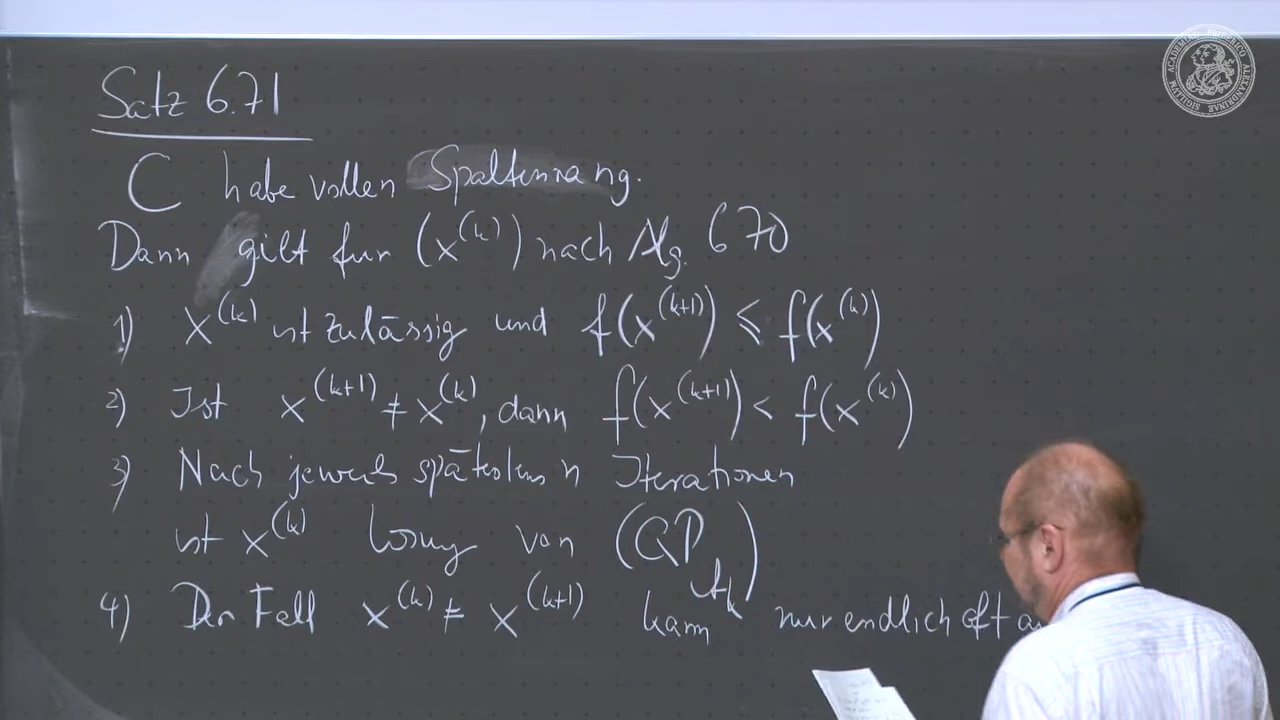 Satz 6.71
C habe vollen Spaltenrang.
Dann gilt für (x^(k)) nach Alg. 6 70
1) x^(k) ist zulässig und f(x^(k+1)) ≤ f(x^(k))
2) Ist x^(k+1) ≠ x^(k), dann f(x^(k+1)) < f(x^(k))
3) Nach jeweils spätestens n Iterationen
ist x^(k) Lösung von (QP_Ak)
4) Der Fall x^(k) ≠ x^(k+1) kann nur endlich oft